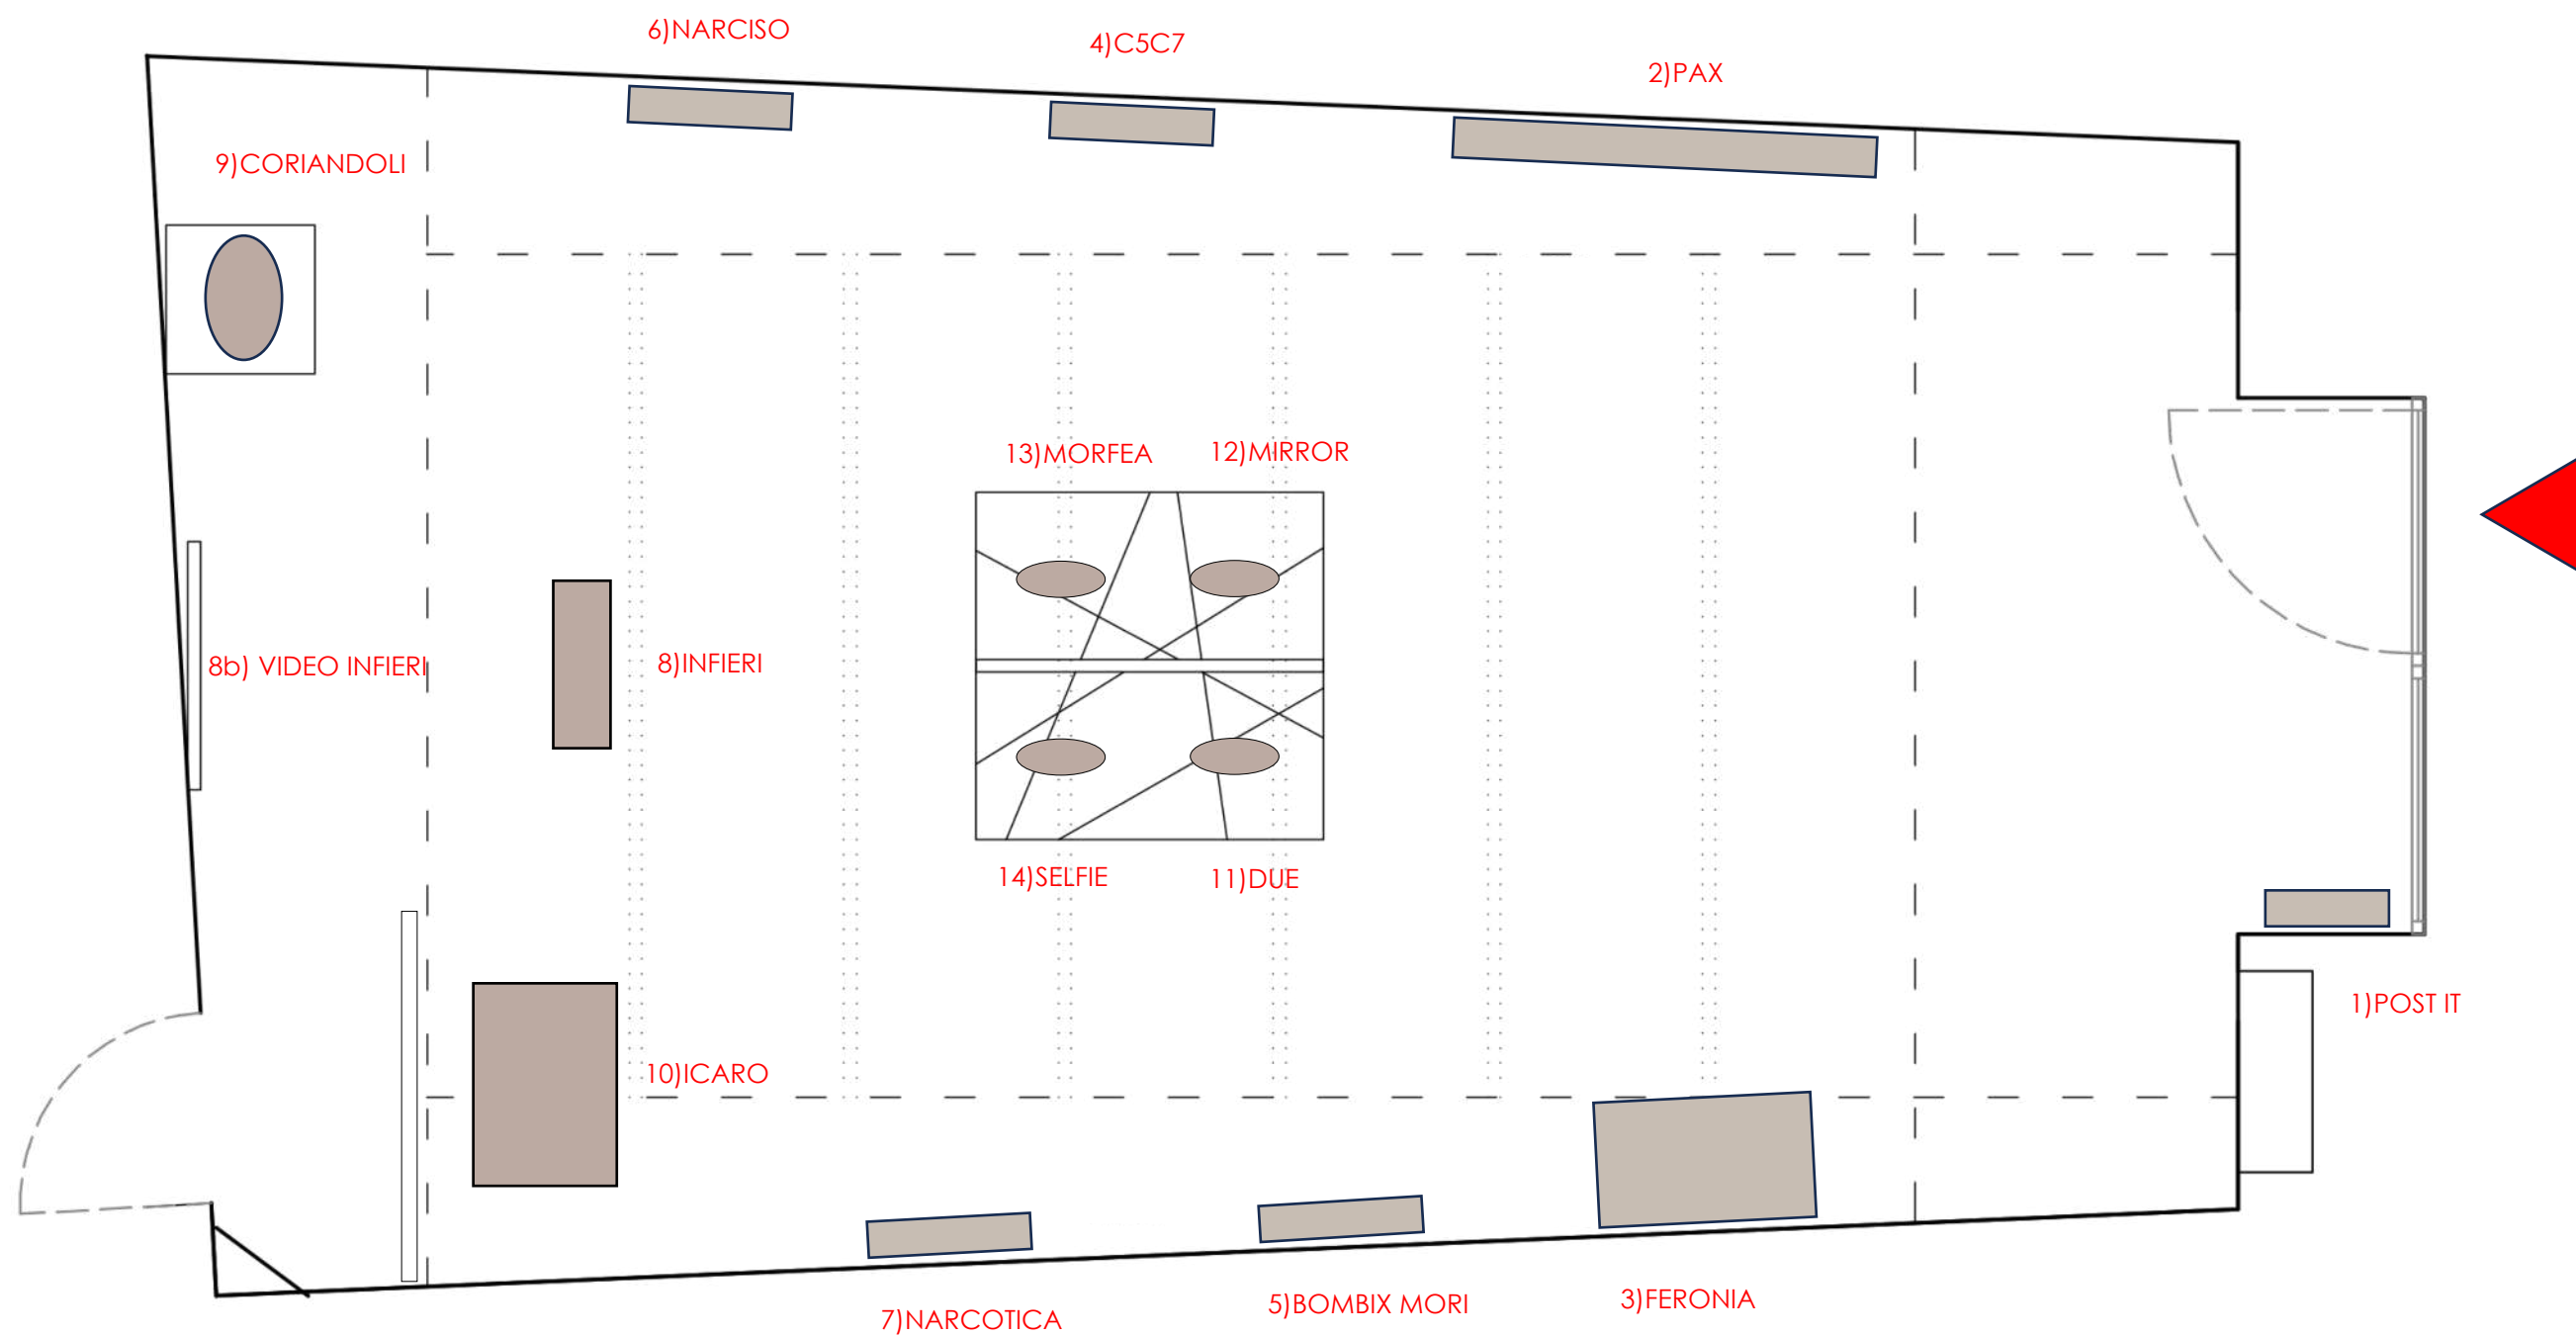 6)NARCISO
4)C5C7
2)PAX
9)CORIANDOLI
13)MORFEA
12)MIRROR
8b) VIDEO INFIERI
8)INFIERI
14)SELFIE
11)DUE
1)POST IT
10)ICARO
7)NARCOTICA
5)BOMBIX MORI
3)FERONIA